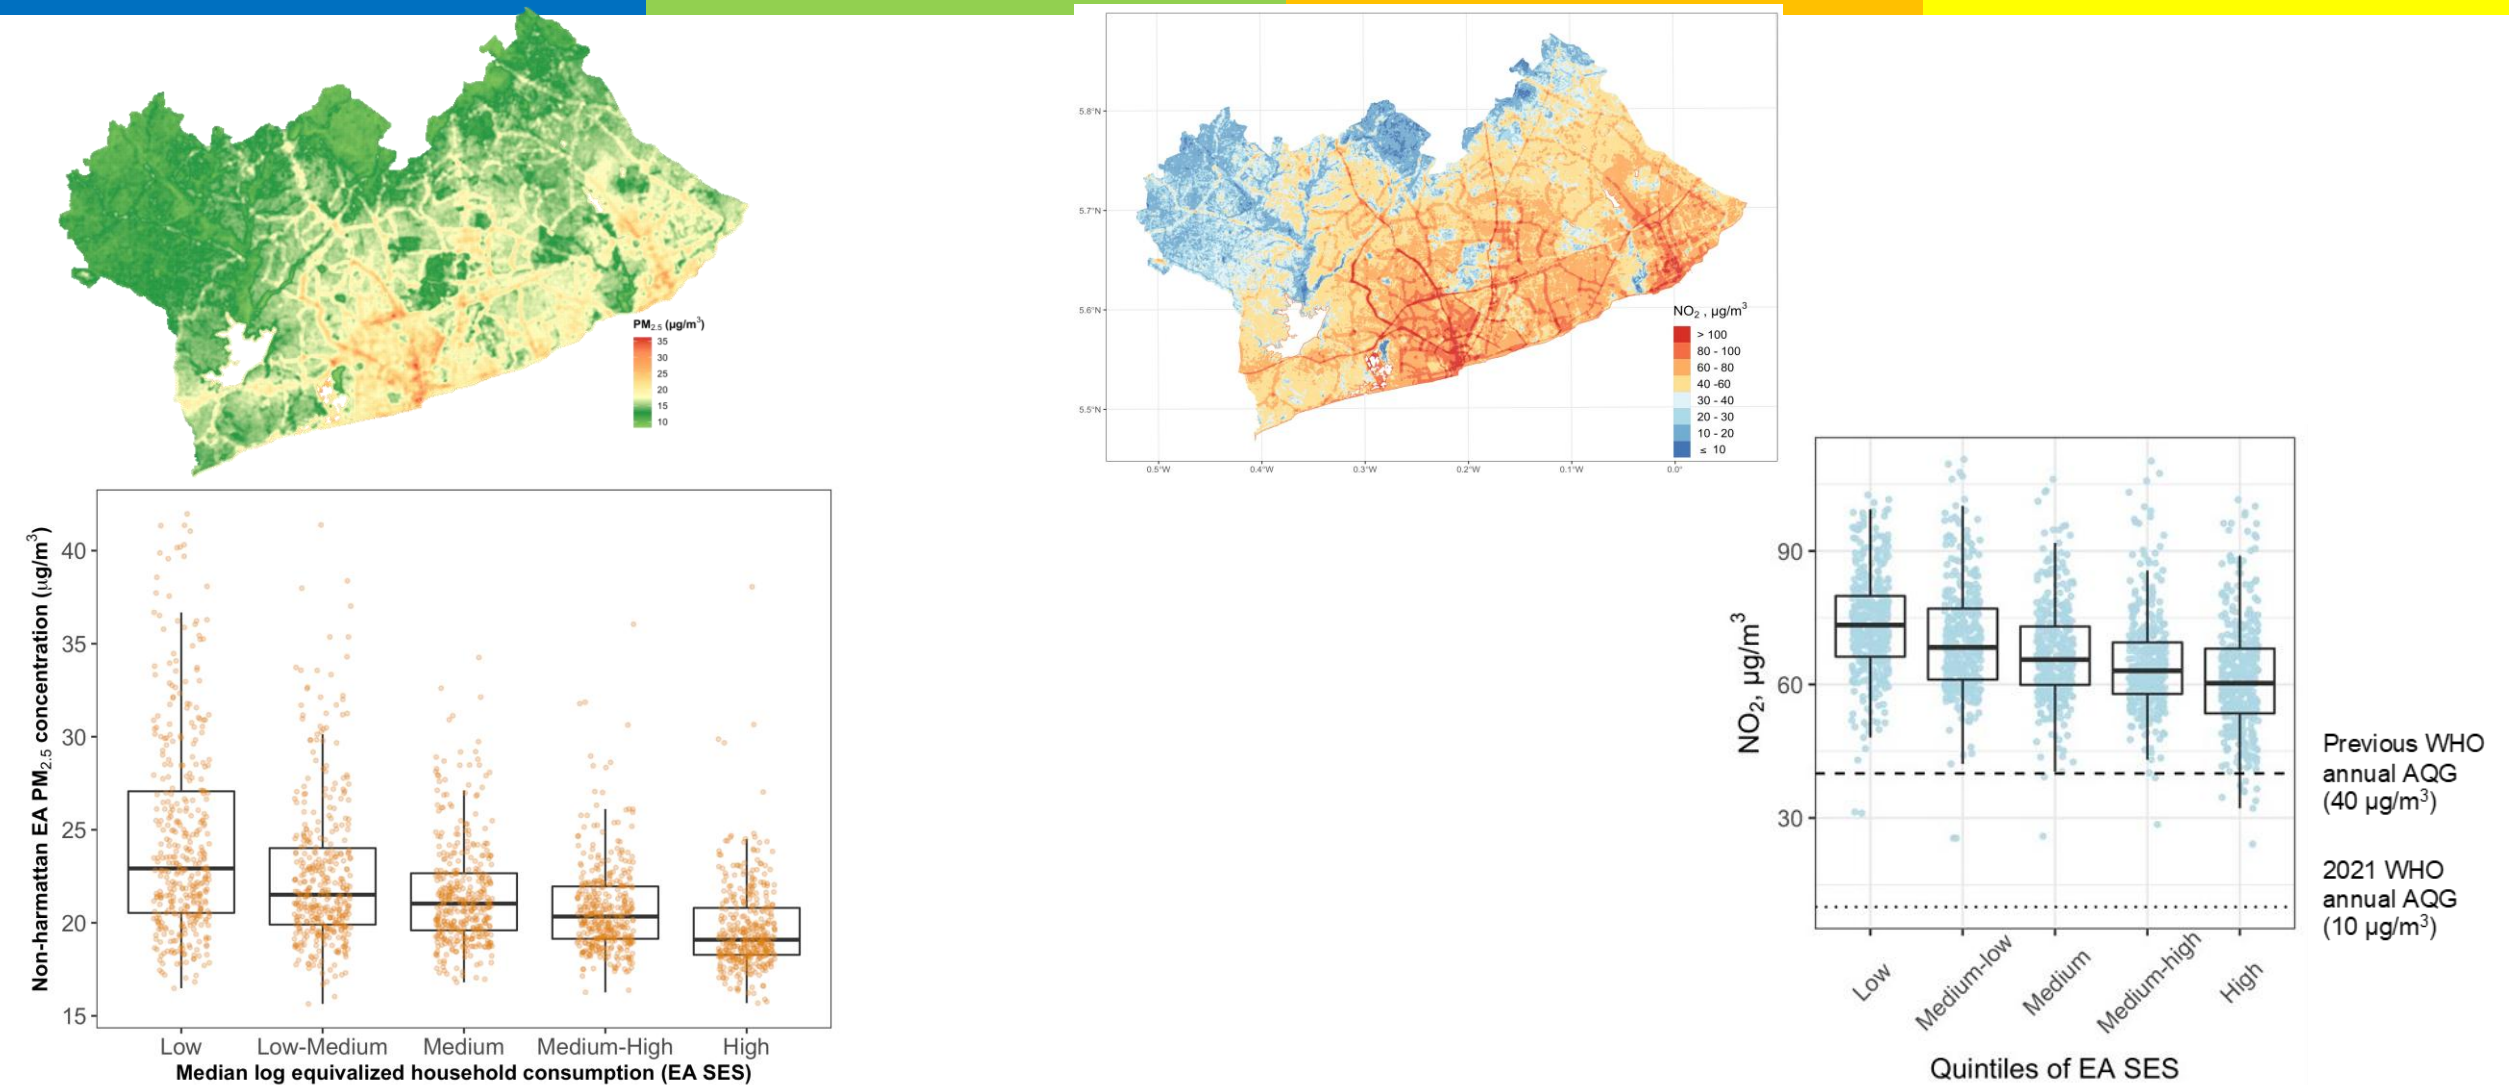 PM2.5 (µg/m³)
35
30
25
20
15
10
5.8°N
5.7°N
5.6°N
5.5°N
0.5°W
0.4°W
0.3°W
0.2°W
0.1°W
0.0°
NO2 , µg/m³
> 100
80 - 100
60 - 80
40 -60
30 - 40
20 - 30
10 - 20
≤ 10
Non-harmattan EA PM2.5 concentration (µg/m³)
40
35
30
25
20
15
Low
Low-Medium
Medium
Medium-High
High
Median log equivalized household consumption (EA SES)
NO2, µg/m³
90
60
30
Low
Medium-low
Medium
Medium-high
High
Quintiles of EA SES
Previous WHO
annual AQG
(40 µg/m³)
2021 WHO
annual AQG
(10 µg/m³)